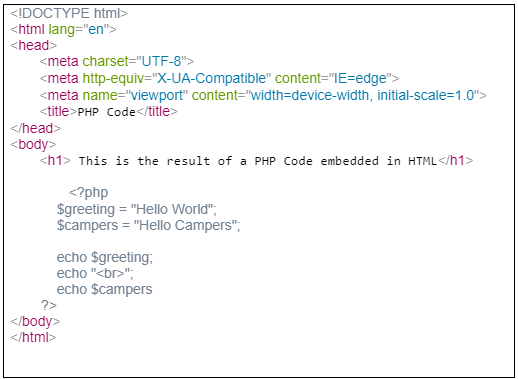 <!DOCTYPE html>
<html lang="en">
<head>
<meta charset="UTF-8">
<meta http-equiv="X-UA-Compatible" content="IE=edge">
<meta name="viewport" content="width=device-width, initial-scale=1.0">
<title>PHP Code</title>
</head>
<body>
<h1> This is the result of a PHP Code embedded in HTML</h1>
<?php
$greeting = "Hello World";
$campers = "Hello Campers";
echo $greeting;
echo "<br>";
echo $campers
?>
</body>
</html>